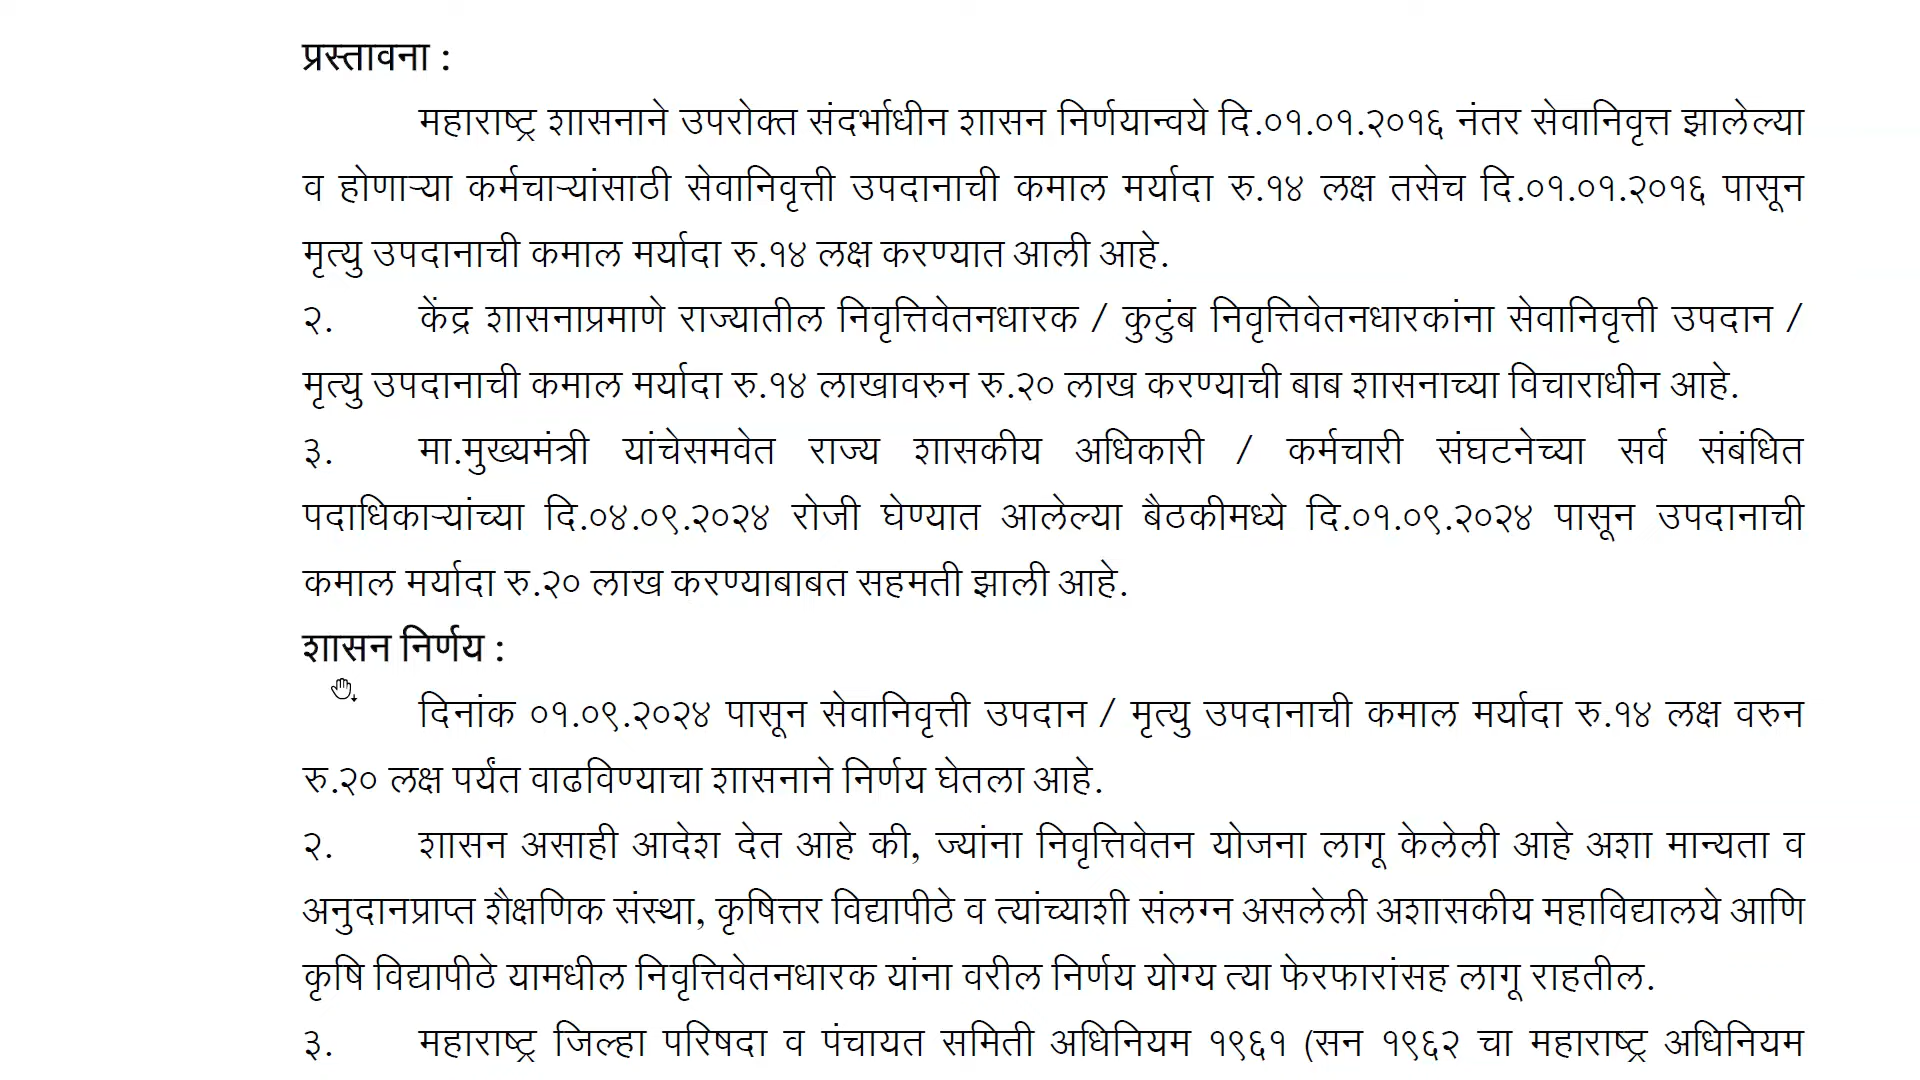 प्रस्तावना :
महाराष्ट्र शासनाने उपरोक्त संदर्भाधीन शासन निर्णयान्वये दि.०१.०१.२०१६ नंतर सेवानिवृत्त झालेल्या
व होणाऱ्या कर्मचाऱ्यांसाठी सेवानिवृत्ती उपदानाची कमाल मर्यादा रु.१४ लक्ष तसेच दि.०१.०१.२०१६ पासून
मृत्यु उपदानाची कमाल मर्यादा रु.१४ लक्ष करण्यात आली आहे.
२. केंद्र शासनाप्रमाणे राज्यातील निवृत्तिवेतनधारक / कुटुंब निवृत्तिवेतनधारकांना सेवानिवृत्ती उपदान /
मृत्यु उपदानाची कमाल मर्यादा रु.१४ लाखावरुन रु.२० लाख करण्याची बाब शासनाच्या विचाराधीन आहे.
३. मा.मुख्यमंत्री यांचेसमवेत राज्य शासकीय अधिकारी / कर्मचारी संघटनेच्या सर्व संबंधित
पदाधिकाऱ्यांच्या दि.०४.०९.२०२४ रोजी घेण्यात आलेल्या बैठकीमध्ये दि.०१.०९.२०२४ पासून उपदानाची
कमाल मर्यादा रु.२० लाख करण्याबाबत सहमती झाली आहे.
शासन निर्णय :
दिनांक ०१.०९.२०२४ पासून सेवानिवृत्ती उपदान / मृत्यु उपदानाची कमाल मर्यादा रु.१४ लक्ष वरुन
रु.२० लक्ष पर्यंत वाढविण्याचा शासनाने निर्णय घेतला आहे.
२. शासन असाही आदेश देत आहे की, ज्यांना निवृत्तिवेतन योजना लागू केलेली आहे अशा मान्यता व
अनुदानप्राप्त शैक्षणिक संस्था, कृषित्तर विद्यापीठे व त्यांच्याशी संलग्न असलेली अशासकीय महाविद्यालये आणि
कृषि विद्यापीठे यामधील निवृत्तिवेतनधारक यांना वरील निर्णय योग्य त्या फेरफारांसह लागू राहतील.
३. महाराष्ट्र जिल्हा परिषदा व पंचायत समिती अधिनियम १९६१ (सन १९६२ चा महाराष्ट्र अधिनियम